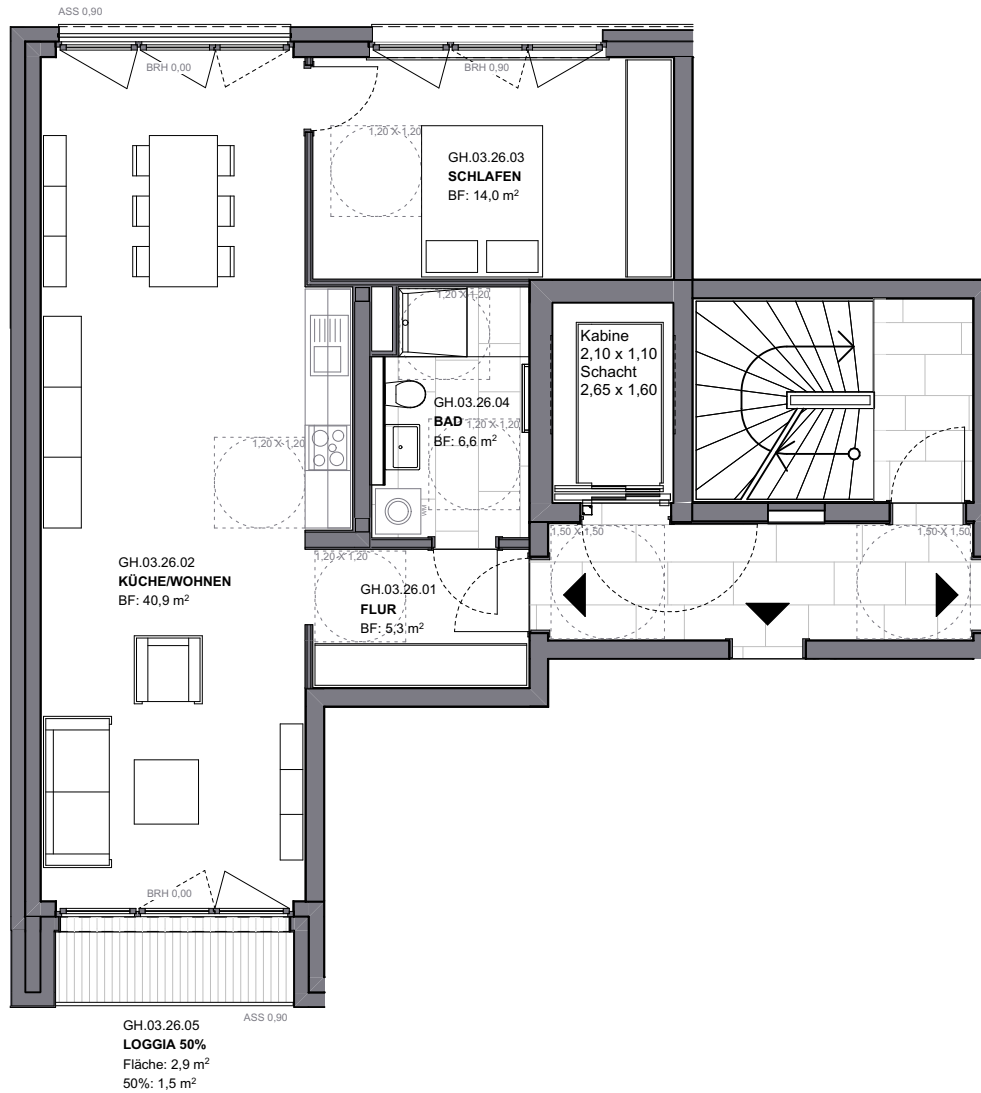 ASS 0,90
BRH 0,00
BRH 0,90
1,20 X 1,20
GH.03.26.03
SCHLAFEN
BF: 14,0 m²
1,20 X 1,20
Kabine
2,10 x 1,10
Schacht
2,65 x 1,60
GH.03.26.04
BAD
1,20 X 1,20
BF: 6,6 m²
1,20 X 1,20
WM
1,50 X 1,50
1,50 X 1,50
1,20 X 1,20
GH.03.26.02
KÜCHE/WOHNEN
BF: 40,9 m²
GH.03.26.01
FLUR
BF: 5,3 m²
BRH 0,00
ASS 0,90
GH.03.26.05
LOGGIA 50%
Fläche: 2,9 m²
50%: 1,5 m²